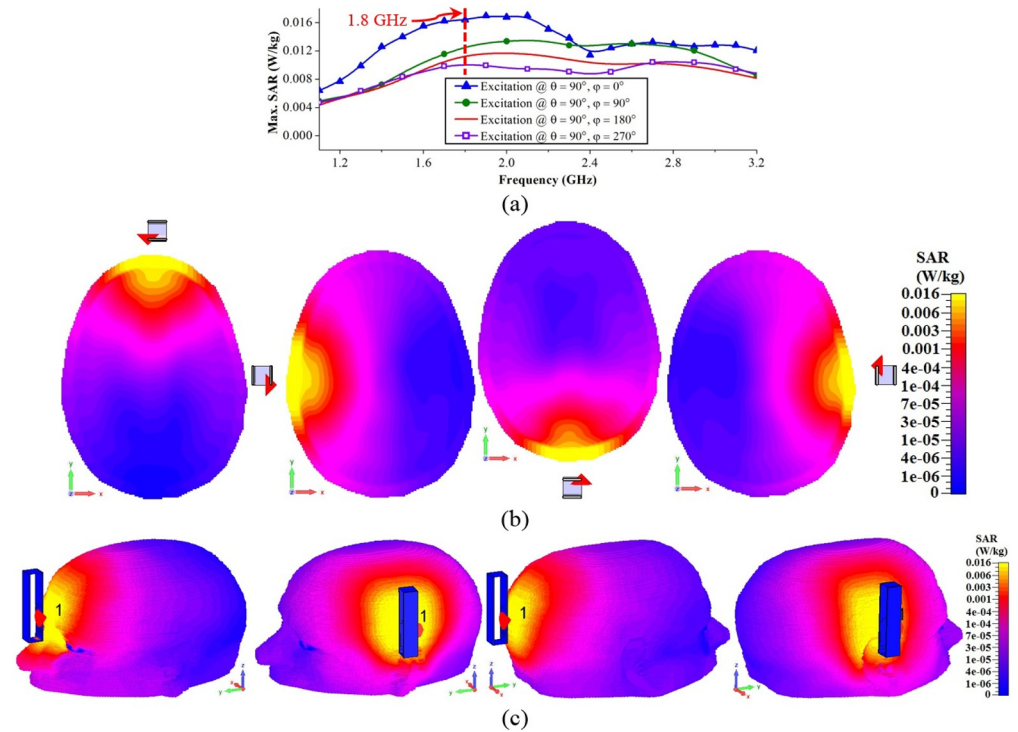 (a)
1.8 GHz
Max. SAR (W/kg)
0.016
0.012
0.008
0.004
0.000
Excitation @ θ = 90°, φ = 0°
Excitation @ θ = 90°, φ = 90°
Excitation @ θ = 90°, φ = 180°
Excitation @ θ = 90°, φ = 270°
1.2 1.6 2.0 2.4 2.8 3.2
Frequency (GHz)
(a)
SAR
(W/kg)
0.016
0.006
0.003
0.001
4e-04
1e-04
7e-05
3e-05
1e-05
4e-06
1e-06
0
y
z x
y
z x
y
z x
y
z x
(b)
SAR
(W/kg)
0.016
0.006
0.003
0.001
4e-04
1e-04
7e-05
3e-05
1e-05
4e-06
1e-06
0
1
1
1
1
z
y
z
y
z
y
z
y
(c)